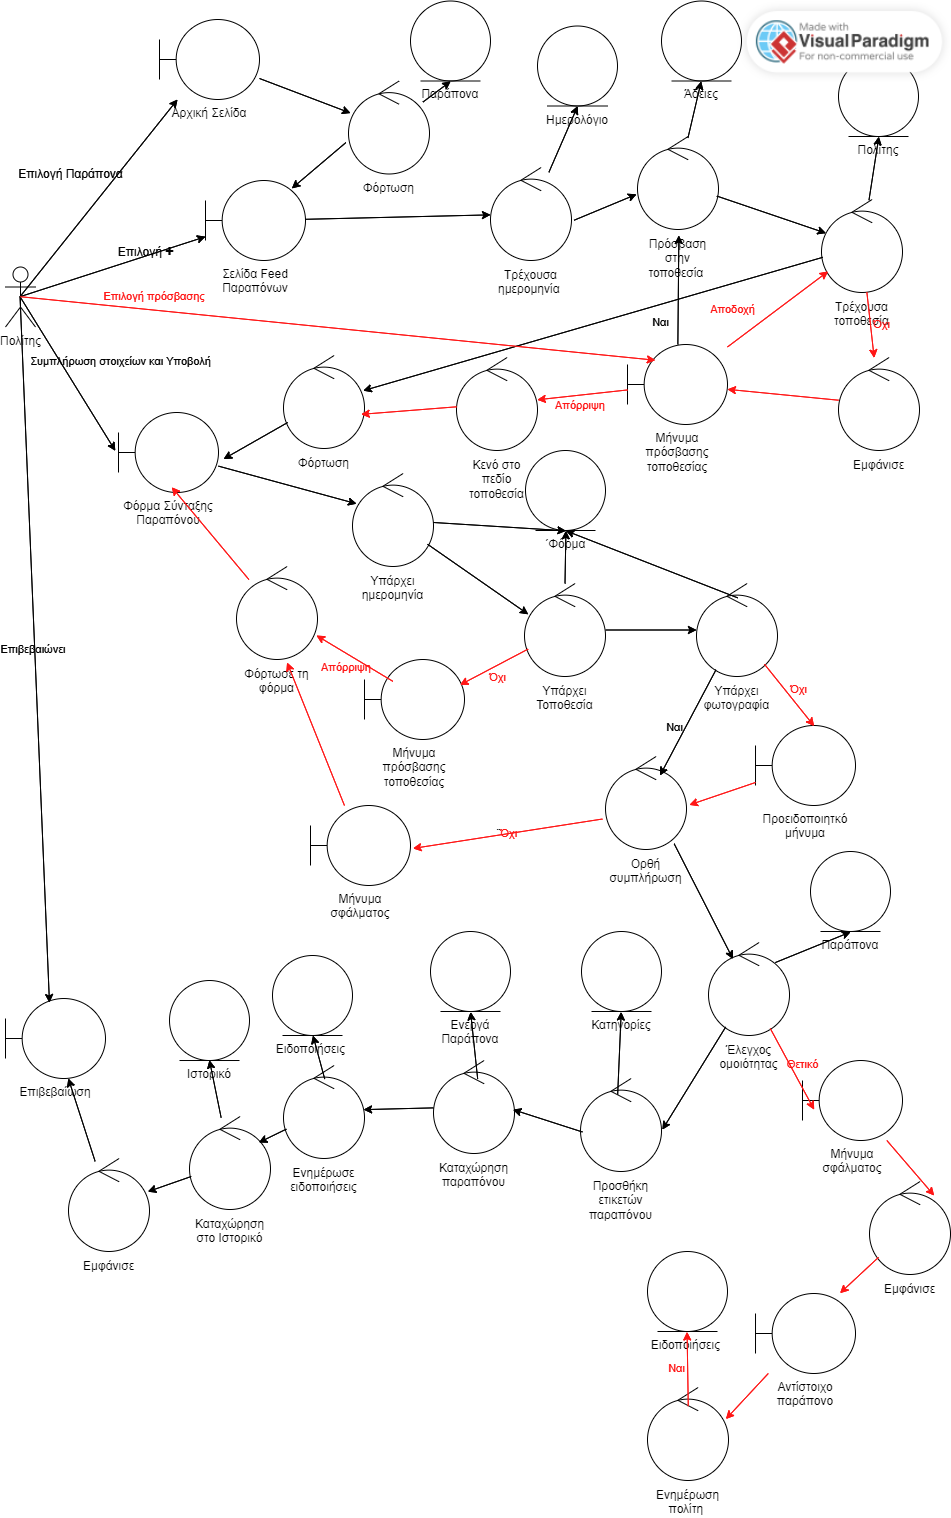 Made with
VisualParadigm
For non-commercial use
Παράπονα
Ημερολόγιο
Άδειες
Πολίτης
Αρχική Σελίδα
Φόρτωση
Επιλογή Παράπονα
Επιλογή +
Σελίδα Feed
Παραπόνων
Τρέχουσα
ημερομηνία
Πρόσβαση
στην
τοποθεσία
Τρέχουσα
τοποθεσία
Πολίτης
Επιλογή πρόσβασης
Ναι
Αποδοχή
Όχι
Συμπλήρωση στοιχείων και Υποβολή
Φόρτωση
Απόρριψη
Κενό στο
πεδίο
τοποθεσία
Μήνυμα
πρόσβασης
τοποθεσίας
Εμφάνισε
Φόρμα Σύνταξης
Παραπόνου
Υπάρχει
ημερομηνία
Φόρμα
Επιβεβαιώνει
Φόρτωσε τη
φόρμα
Απόρριψη
Μήνυμα
πρόσβασης
τοποθεσίας
Όχι
Υπάρχει
Τοποθεσία
Υπάρχει
φωτογραφία
Όχι
Ναι
Προειδοποιητκό
μήνυμα
Όχι
Ορθή
συμπλήρωση
Μήνυμα
σφάλματος
Παράπονα
Ιστορικό
Ειδοποιήσεις
Ενεργά
Παράπονα
Κατηγορίες
Έλεγχος
ομοιότητας
Θετικό
Επιβεβαίωση
Εμφάνισε
Καταχώρηση
στο Ιστορικό
Ενημέρωσε
ειδοποιήσεις
Καταχώρηση
παραπόνου
Προσθήκη
ετικετών
παραπόνου
Μήνυμα
σφάλματος
Εμφάνισε
Ειδοποιήσεις
Ναι
Αντίστοιχο
παράπονο
Ενημέρωση
πολίτη